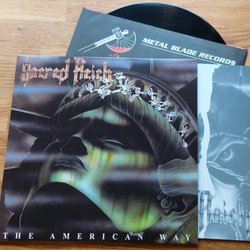 METAL BLADE RECORDS
Sacred Reich
THE AMERICAN WAY